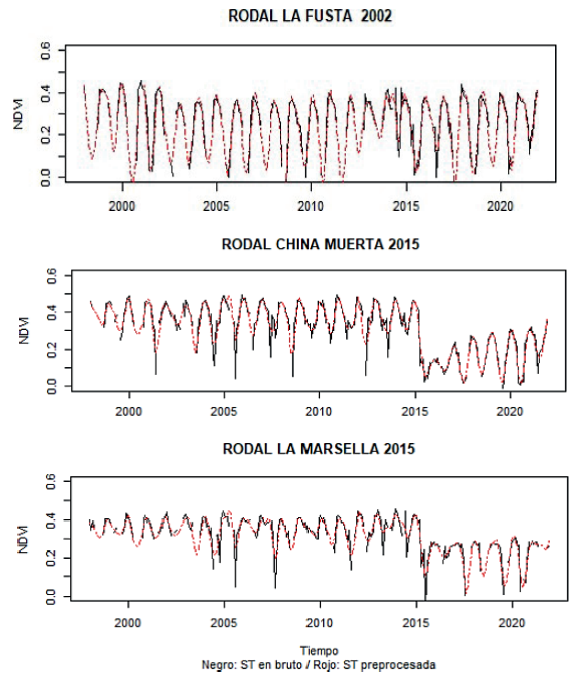 RODAL LA FUSTA 2002
NDVI
0.6
0.4
0.2
0.0
2000 2005 2010 2015 2020
RODAL CHINA MUERTA 2015
NDVI
0.6
0.4
0.2
0.0
2000 2005 2010 2015 2020
RODAL LA MARSELLA 2015
NDVI
0.6
0.4
0.2
0.0
2000 2005 2010 2015 2020
Tiempo
Negro: ST en bruto / Rojo: ST preprocesada